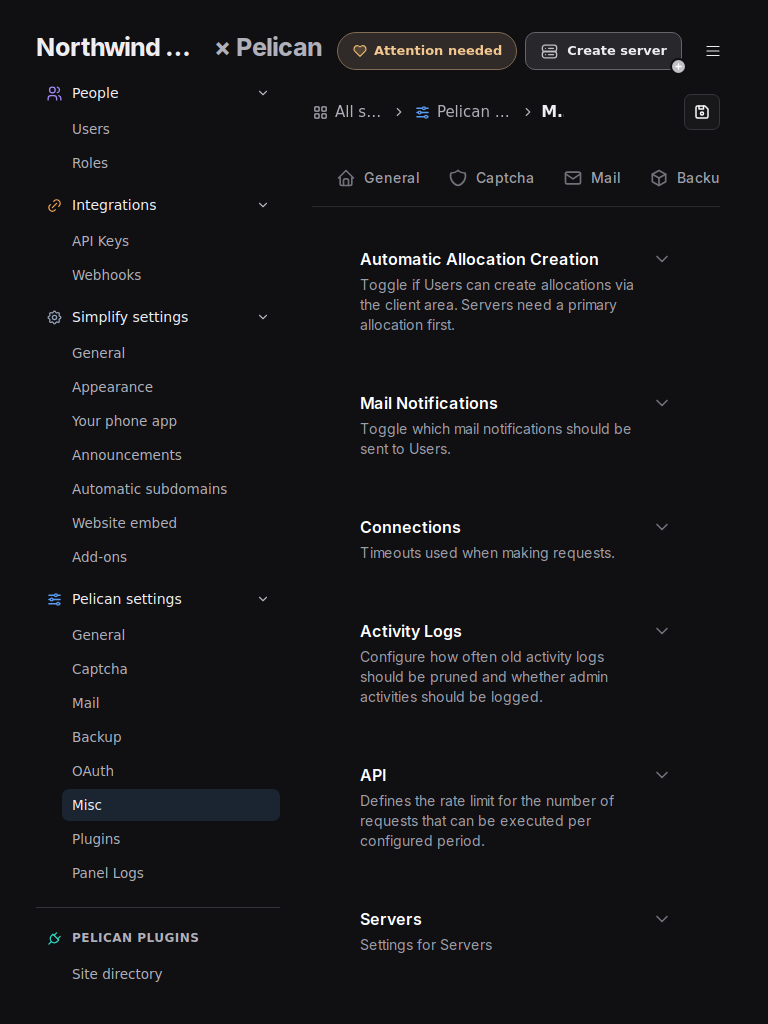 Northwind ... × Pelican
Attention needed
Create server
People
Users
Roles
Integrations
API Keys
Webhooks
Simplify settings
General
Appearance
Your phone app
Announcements
Automatic subdomains
Website embed
Add-ons
Pelican settings
General
Captcha
Mail
Backup
OAuth
Misc
Plugins
Panel Logs
PELICAN PLUGINS
Site directory
All s... > Pelican ... > M.
General Captcha Mail Backu
Automatic Allocation Creation
Toggle if Users can create allocations via
the client area. Servers need a primary
allocation first.
Mail Notifications
Toggle which mail notifications should be
sent to Users.
Connections
Timeouts used when making requests.
Activity Logs
Configure how often old activity logs
should be pruned and whether admin
activities should be logged.
API
Defines the rate limit for the number of
requests that can be executed per
configured period.
Servers
Settings for Servers